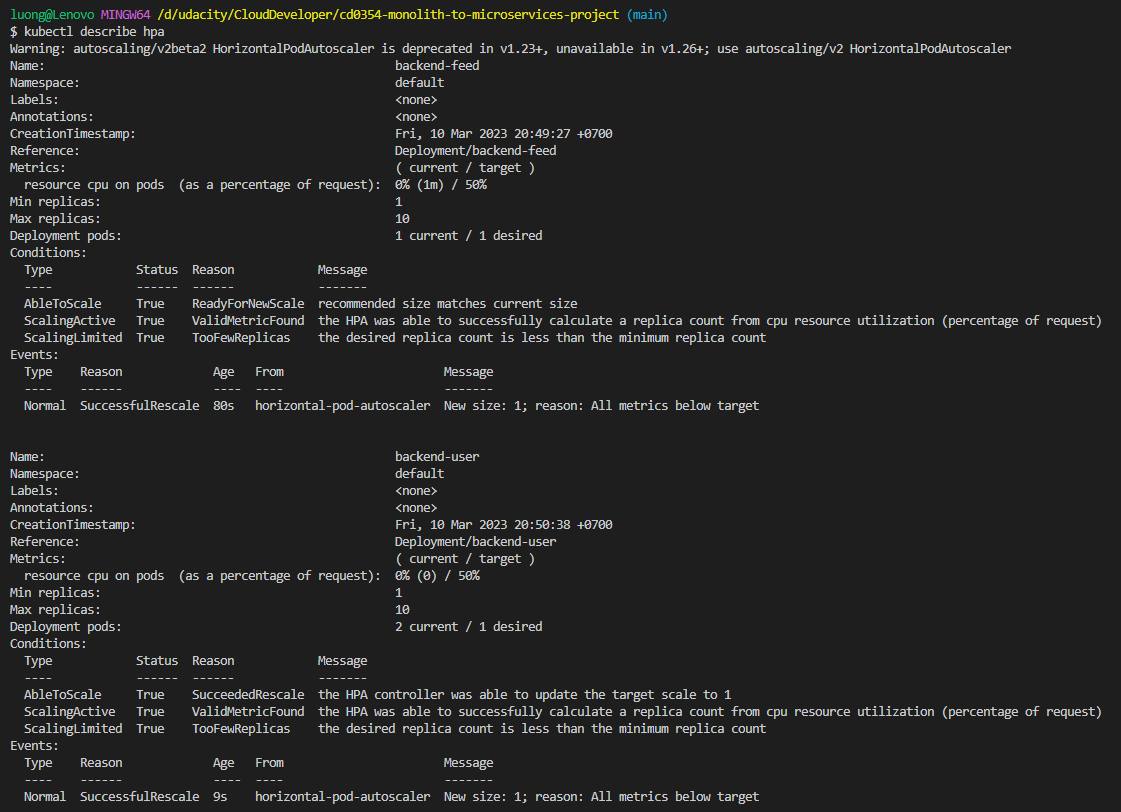 luong@Lenovo MINGW64 /d/udacity/CloudDeveloper/cd0354-monolith-to-microservices-project (main)
$ kubectl describe hpa
Warning: autoscaling/v2beta2 HorizontalPodAutoscaler is deprecated in v1.23+, unavailable in v1.26+; use autoscaling/v2 HorizontalPodAutoscaler
Name: backend-feed
Namespace: default
Labels: <none>
Annotations: <none>
CreationTimestamp: Fri, 10 Mar 2023 20:49:27 +0700
Reference: Deployment/backend-feed
Metrics: ( current / target )
resource cpu on pods (as a percentage of request): 0% (1m) / 50%
Min replicas: 1
Max replicas: 10
Deployment pods: 1 current / 1 desired
Conditions:
Type Status Reason Message
---- ------ ------ -------
AbleToScale True ReadyForNewScale recommended size matches current size
ScalingActive True ValidMetricFound the HPA was able to successfully calculate a replica count from cpu resource utilization (percentage of request)
ScalingLimited True TooFewReplicas the desired replica count is less than the minimum replica count
Events:
Type Reason Age From Message
---- ------ ---- ---- -------
Normal SuccessfulRescale 80s horizontal-pod-autoscaler New size: 1; reason: All metrics below target
Name: backend-user
Namespace: default
Labels: <none>
Annotations: <none>
CreationTimestamp: Fri, 10 Mar 2023 20:50:38 +0700
Reference: Deployment/backend-user
Metrics: ( current / target )
resource cpu on pods (as a percentage of request): 0% (0) / 50%
Min replicas: 1
Max replicas: 10
Deployment pods: 2 current / 1 desired
Conditions:
Type Status Reason Message
---- ------ ------ -------
AbleToScale True SucceededRescale the HPA controller was able to update the target scale to 1
ScalingActive True ValidMetricFound the HPA was able to successfully calculate a replica count from cpu resource utilization (percentage of request)
ScalingLimited True TooFewReplicas the desired replica count is less than the minimum replica count
Events:
Type Reason Age From Message
---- ------ ---- ---- -------
Normal SuccessfulRescale 9s horizontal-pod-autoscaler New size: 1; reason: All metrics below target